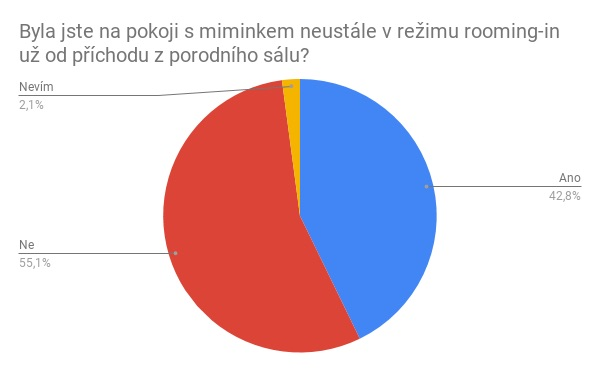 Byla jste na pokoji s miminkem neustále v režimu rooming-in
už od příchodu z porodního sálu?
Nevím
2,1%
Ano
42,8%
Ne
55,1%